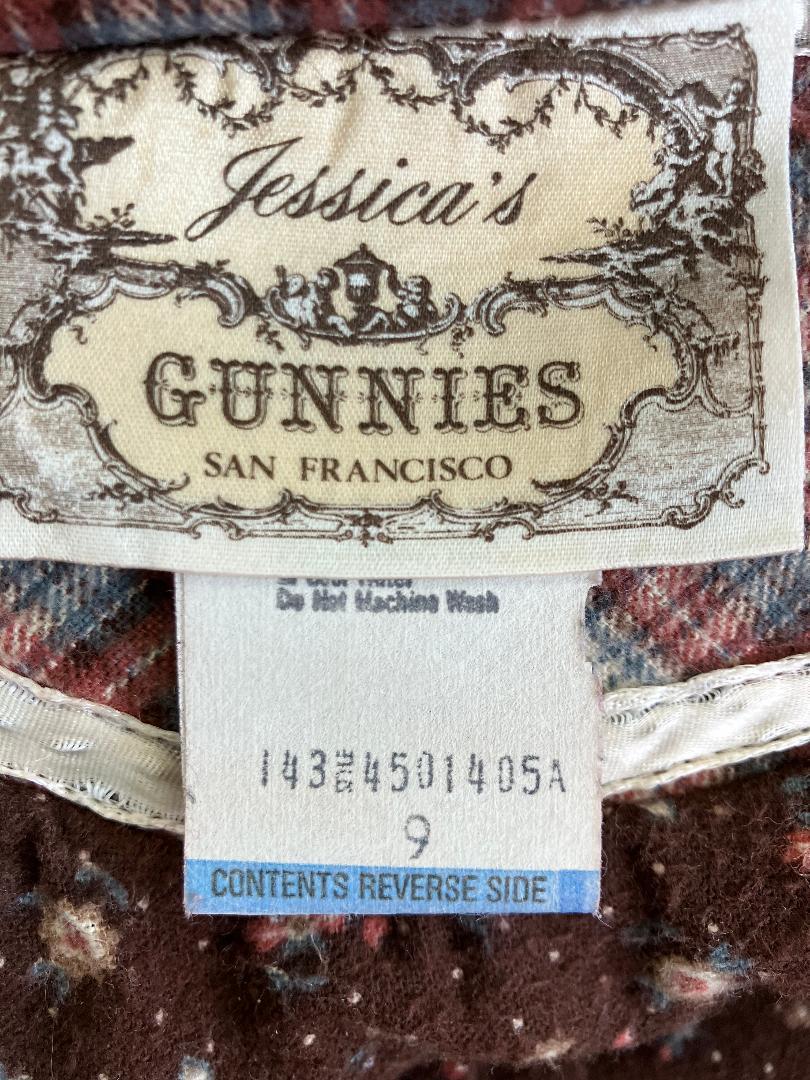 Jessica's
GUNNIES
SAN FRANCISCO
Do Not Machine Wash
143 4501405A
9
CONTENTS REVERSE SIDE